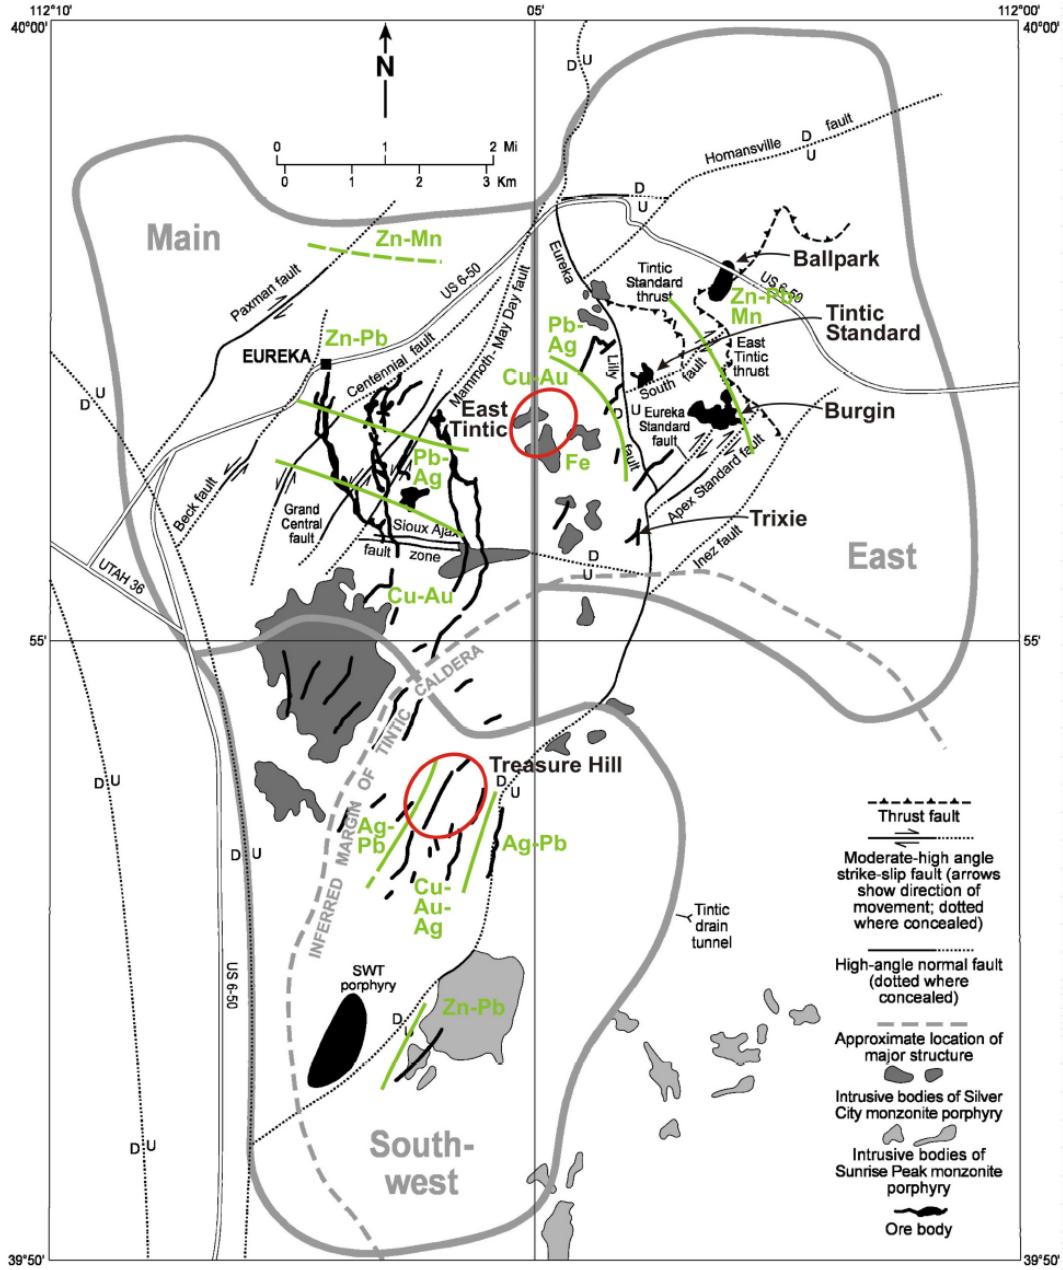 112°10'
05'
112°00'
40°00'
40°00'
N
D U
0 1 2 Mi
0 1 2 3 Km
Homansville D fault
U
D
U
Main
Zn-Mn
Paxman fault
US 6-50
Mammoth - May Day fault
Eureka
Tintic
Standard
thrust
Ballpark
US 6-50
Zn-Pb-
Mn
Tintic
Standard
Zn-Pb
EUREKA
Centennial fault
Pb-
Ag
Lilly
South fault
East
Tintic
thrust
Cu-Au
D U
D U
East
Tintic
Eureka
Standard
fault
Burgin
fault
Fe
Pb-
Ag
Beck fault
Grand
Central
fault
Sioux Ajax
fault zone
Apex Standard fault
Trixie
Inez fault
D
U
East
UTAH 36
Cu-Au
55'
55'
INFERRED MARGIN OF TINTIC CALDERA
Treasure Hill
D U
D U
Ag-
Pb
Ag-Pb
D U
Cu-
Au-
Ag
Thrust fault
Moderate-high angle
strike-slip fault (arrows
show direction of
movement; dotted
where concealed)
Tintic
drain
tunnel
High-angle normal fault
(dotted where
concealed)
US 6-50
SWT
porphyry
Zn-Pb
D U
Approximate location of
major structure
Intrusive bodies of Silver
City monzonite porphyry
D U
South-
west
Intrusive bodies of
Sunrise Peak monzonite
porphyry
Ore body
39°50'
39°50'